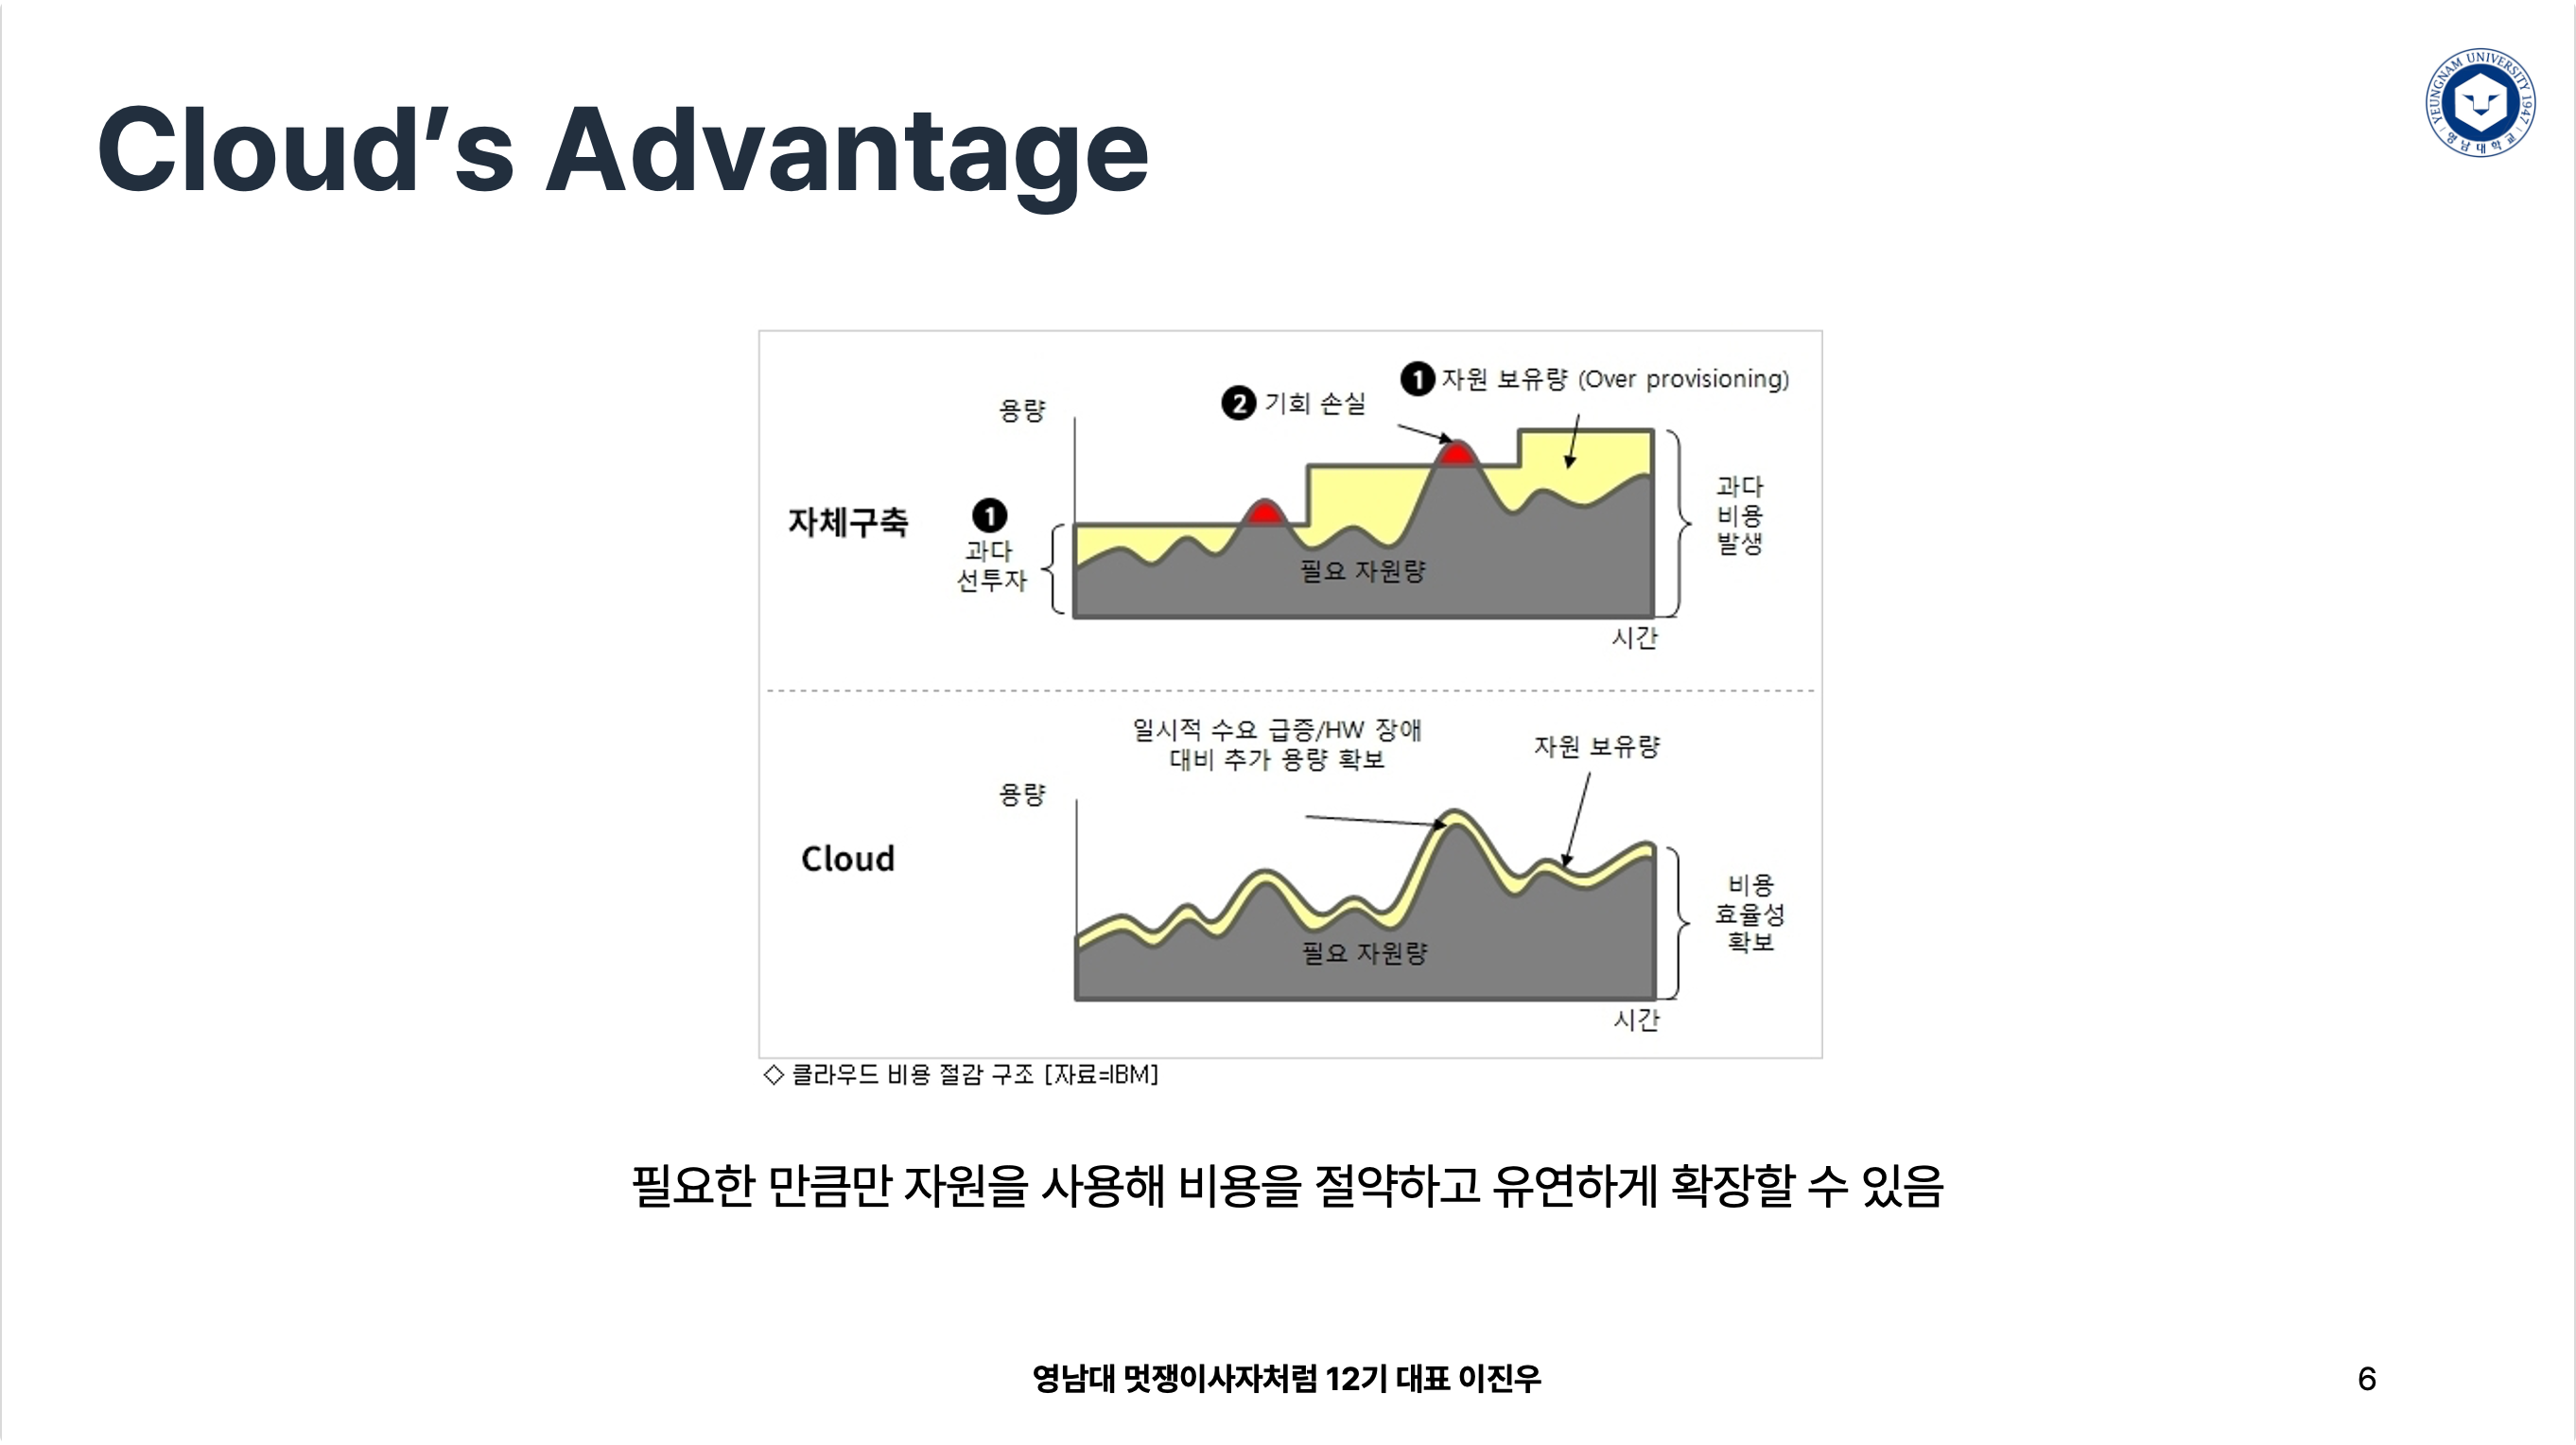 Cloud’s Advantage
YEUNGNAM UNIVERSITY 1947
영남대학교
❶ 자원 보유량 (Over provisioning)
❷ 기회 손실
용량
자체구축
❶
과다
선투자
필요 자원량
과다
비용
발생
시간
일시적 수요 급증/HW 장애
대비 추가 용량 확보
자원 보유량
용량
Cloud
필요 자원량
비용
효율성
확보
시간
◇ 클라우드 비용 절감 구조 [자료=IBM]
필요한 만큼만 자원을 사용해 비용을 절약하고 유연하게 확장할 수 있음
영남대 멋쟁이사자처럼 12기 대표 이진우
6